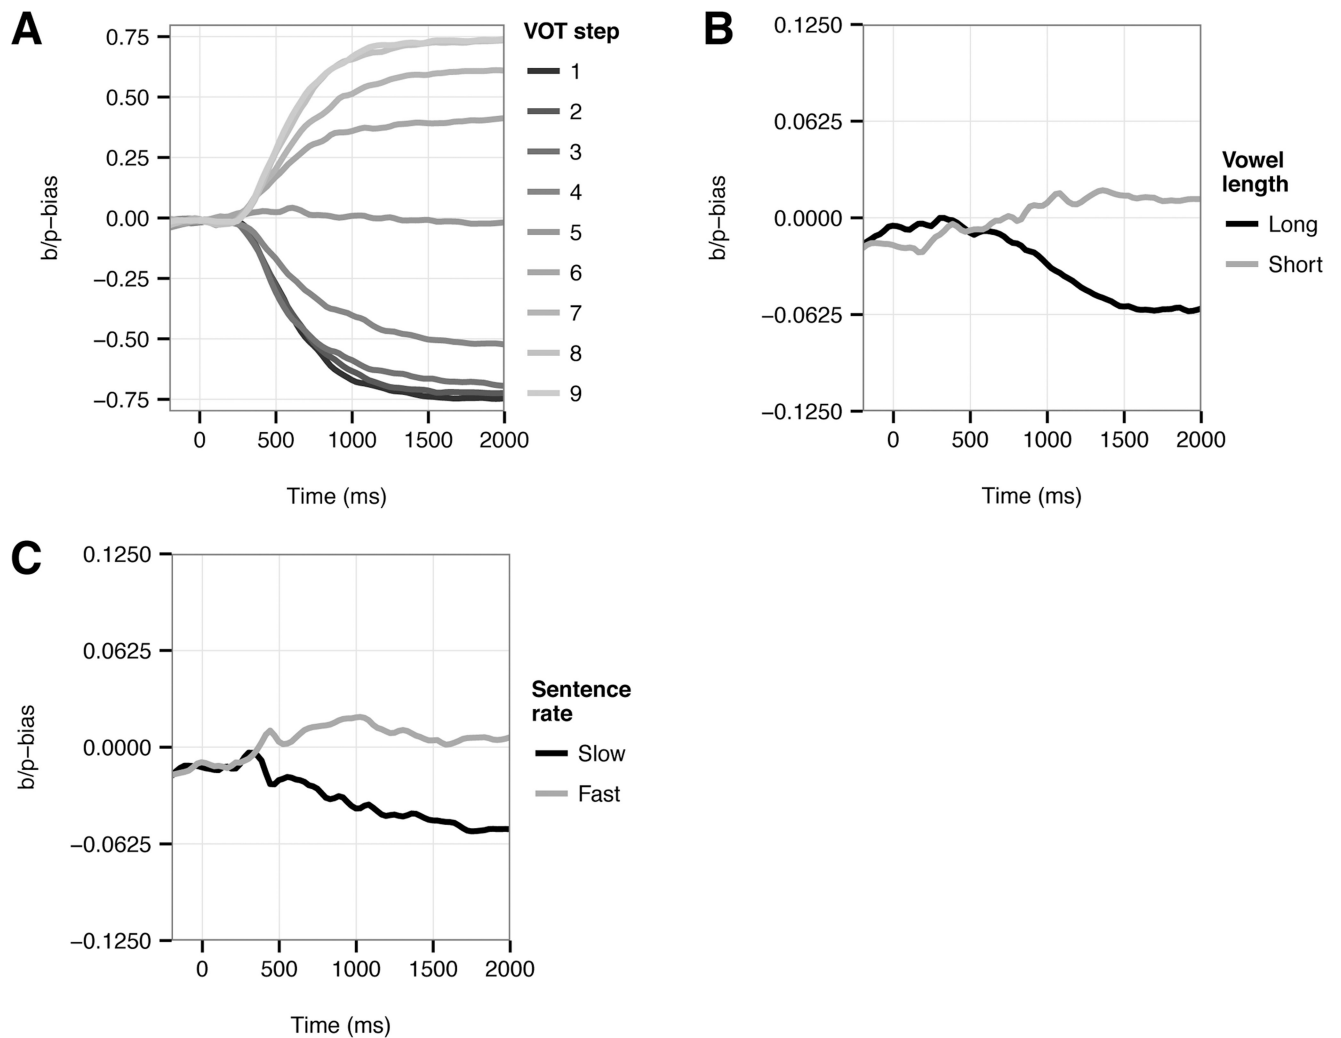 A
0.75
0.50
0.25
0.00
−0.25
−0.50
−0.75
b/p−bias
0
500
1000
1500
2000
Time (ms)
VOT step
1
2
3
4
5
6
7
8
9
B
0.1250
0.0625
0.0000
−0.0625
−0.1250
b/p−bias
0
500
1000
1500
2000
Time (ms)
Vowel
length
Long
Short
C
0.1250
0.0625
0.0000
−0.0625
−0.1250
b/p−bias
0
500
1000
1500
2000
Time (ms)
Sentence
rate
Slow
Fast